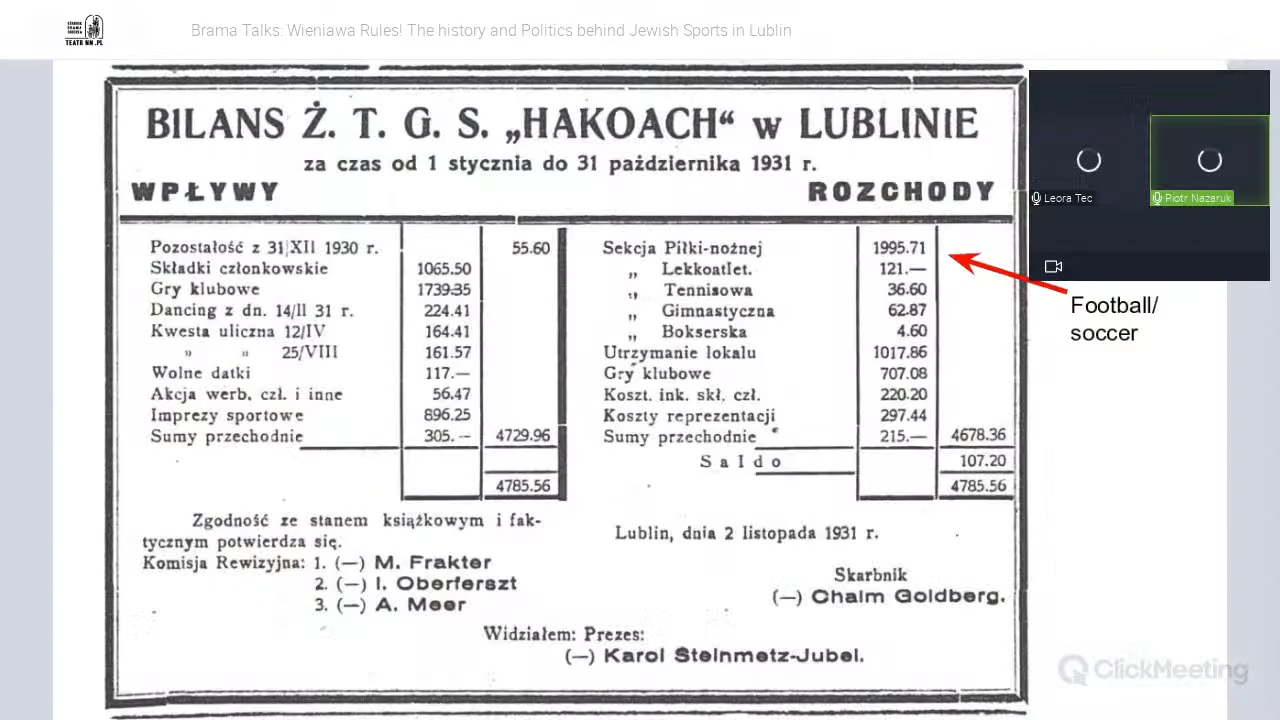 OŚRODEK
BRAMA
GRODZKA
TEATR NN.PL
Brama Talks: Wieniawa Rules! The history and Politics behind Jewish Sports in Lublin
BILANS Ż. T. G. S. „HAKOACH“ w LUBLINIE
za czas od 1 stycznia do 31 października 1931 r.
WPŁYWY ROZCHODY
Pozostałość z 31 XII 1930 r. 55.60
Składki członkowskie 1065.50
Gry klubowe 1739.35
Dancing z dn. 14/II 31 r. 224.41
Kwesta uliczna 12/IV 164.41
„ „ 25/VIII 161.57
Wolne datki 117.—
Akcja werb. czł. i inne 56.47
Imprezy sportowe 896.25
Sumy przechodnie 305.— 4729.96
4785.56
Sekcja Piłki-nożnej 1995.71
„ Lekkoatlet. 121.—
„ Tennisowa 36.60
„ Gimnastyczna 62.87
„ Bokserska 4.60
Utrzymanie lokalu 1017.86
Gry klubowe 707.08
Koszt. ink. skł. czł. 220.20
Koszty reprezentacji 297.44
Sumy przechodnie 215.— 4678.36
Saldo 107.20
4785.56
Zgodność ze stanem książkowym i fak-
tycznym potwierdza się.
Komisja Rewizyjna: 1. (—) M. Frakter
2. (—) I. Oberferszt
3. (—) A. Meer
Lublin, dnia 2 listopada 1931 r.
Skarbnik
(—) Chaim Goldberg.
Widziałem: Prezes:
(—) Karol Steinmetz-Jubel.
Leora Tec
Piotr Nazaruk
Football/
soccer
ClickMeeting